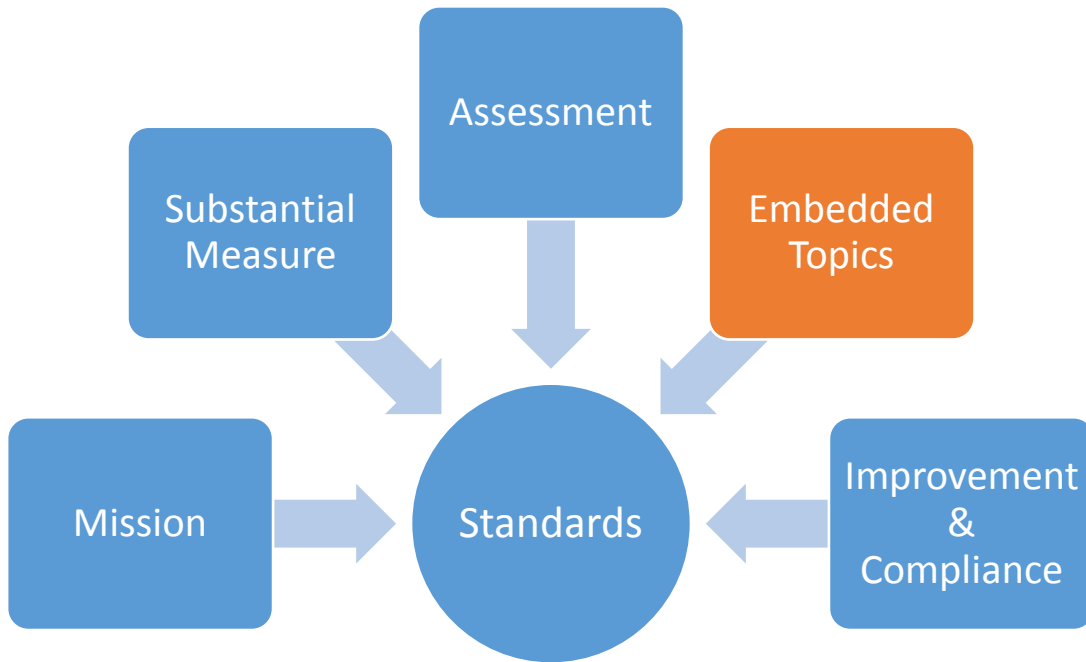 Assessment
Substantial
Measure
Embedded
Topics
Mission
Standards
Improvement
&
Compliance